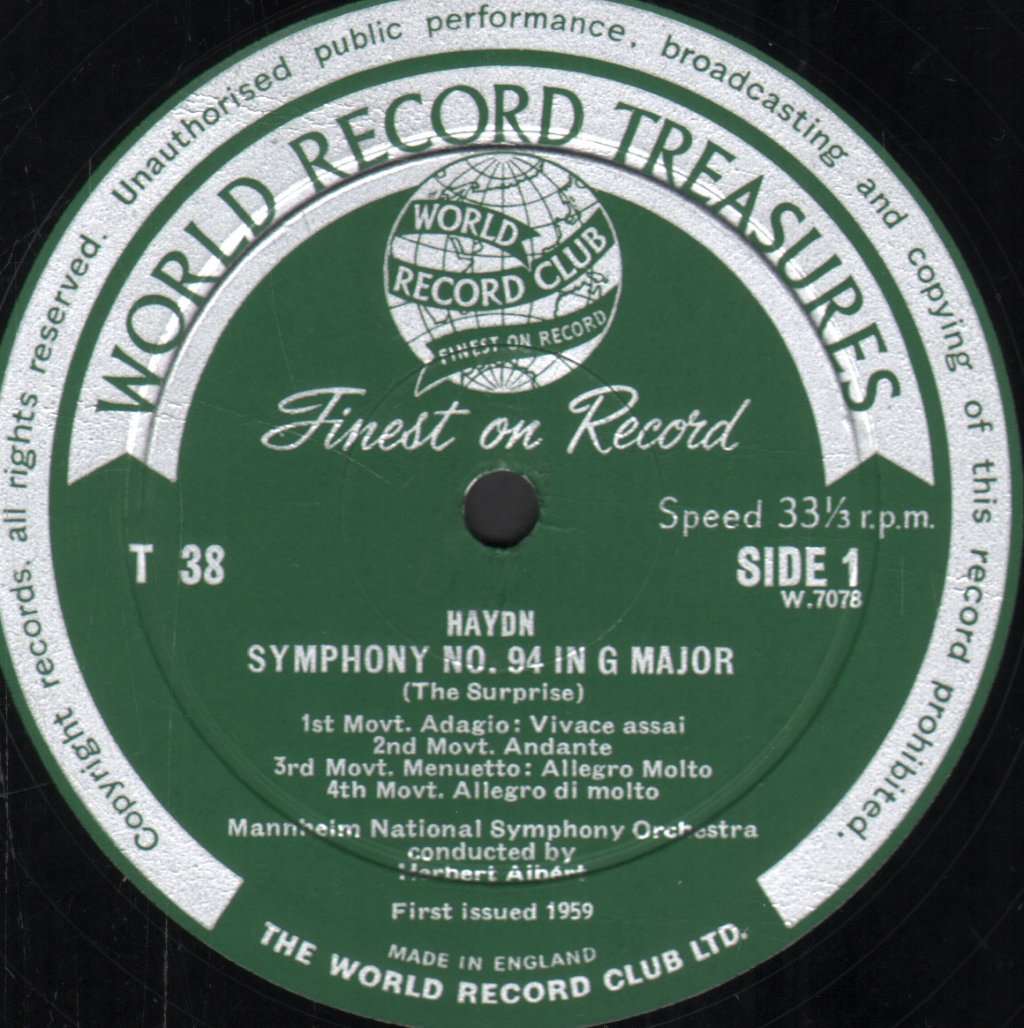 Copyright records. all rights reserved. Unauthorised public performance, broadcasting and copying of this record prohibited.
WORLD RECORD TREASURES
WORLD
RECORD CLUB
FINEST ON RECORD
Finest on Record
Speed 33⅓ r.p.m.
T 38
SIDE 1
W.7078
HAYDN
SYMPHONY NO. 94 IN G MAJOR
(The Surprise)
1st Movt. Adagio: Vivace assai
2nd Movt. Andante
3rd Movt. Menuetto: Allegro Molto
4th Movt. Allegro di molto
Mannheim National Symphony Orchestra
conducted by
Herbert Albert
First issued 1959
MADE IN ENGLAND
THE WORLD RECORD CLUB LTD.